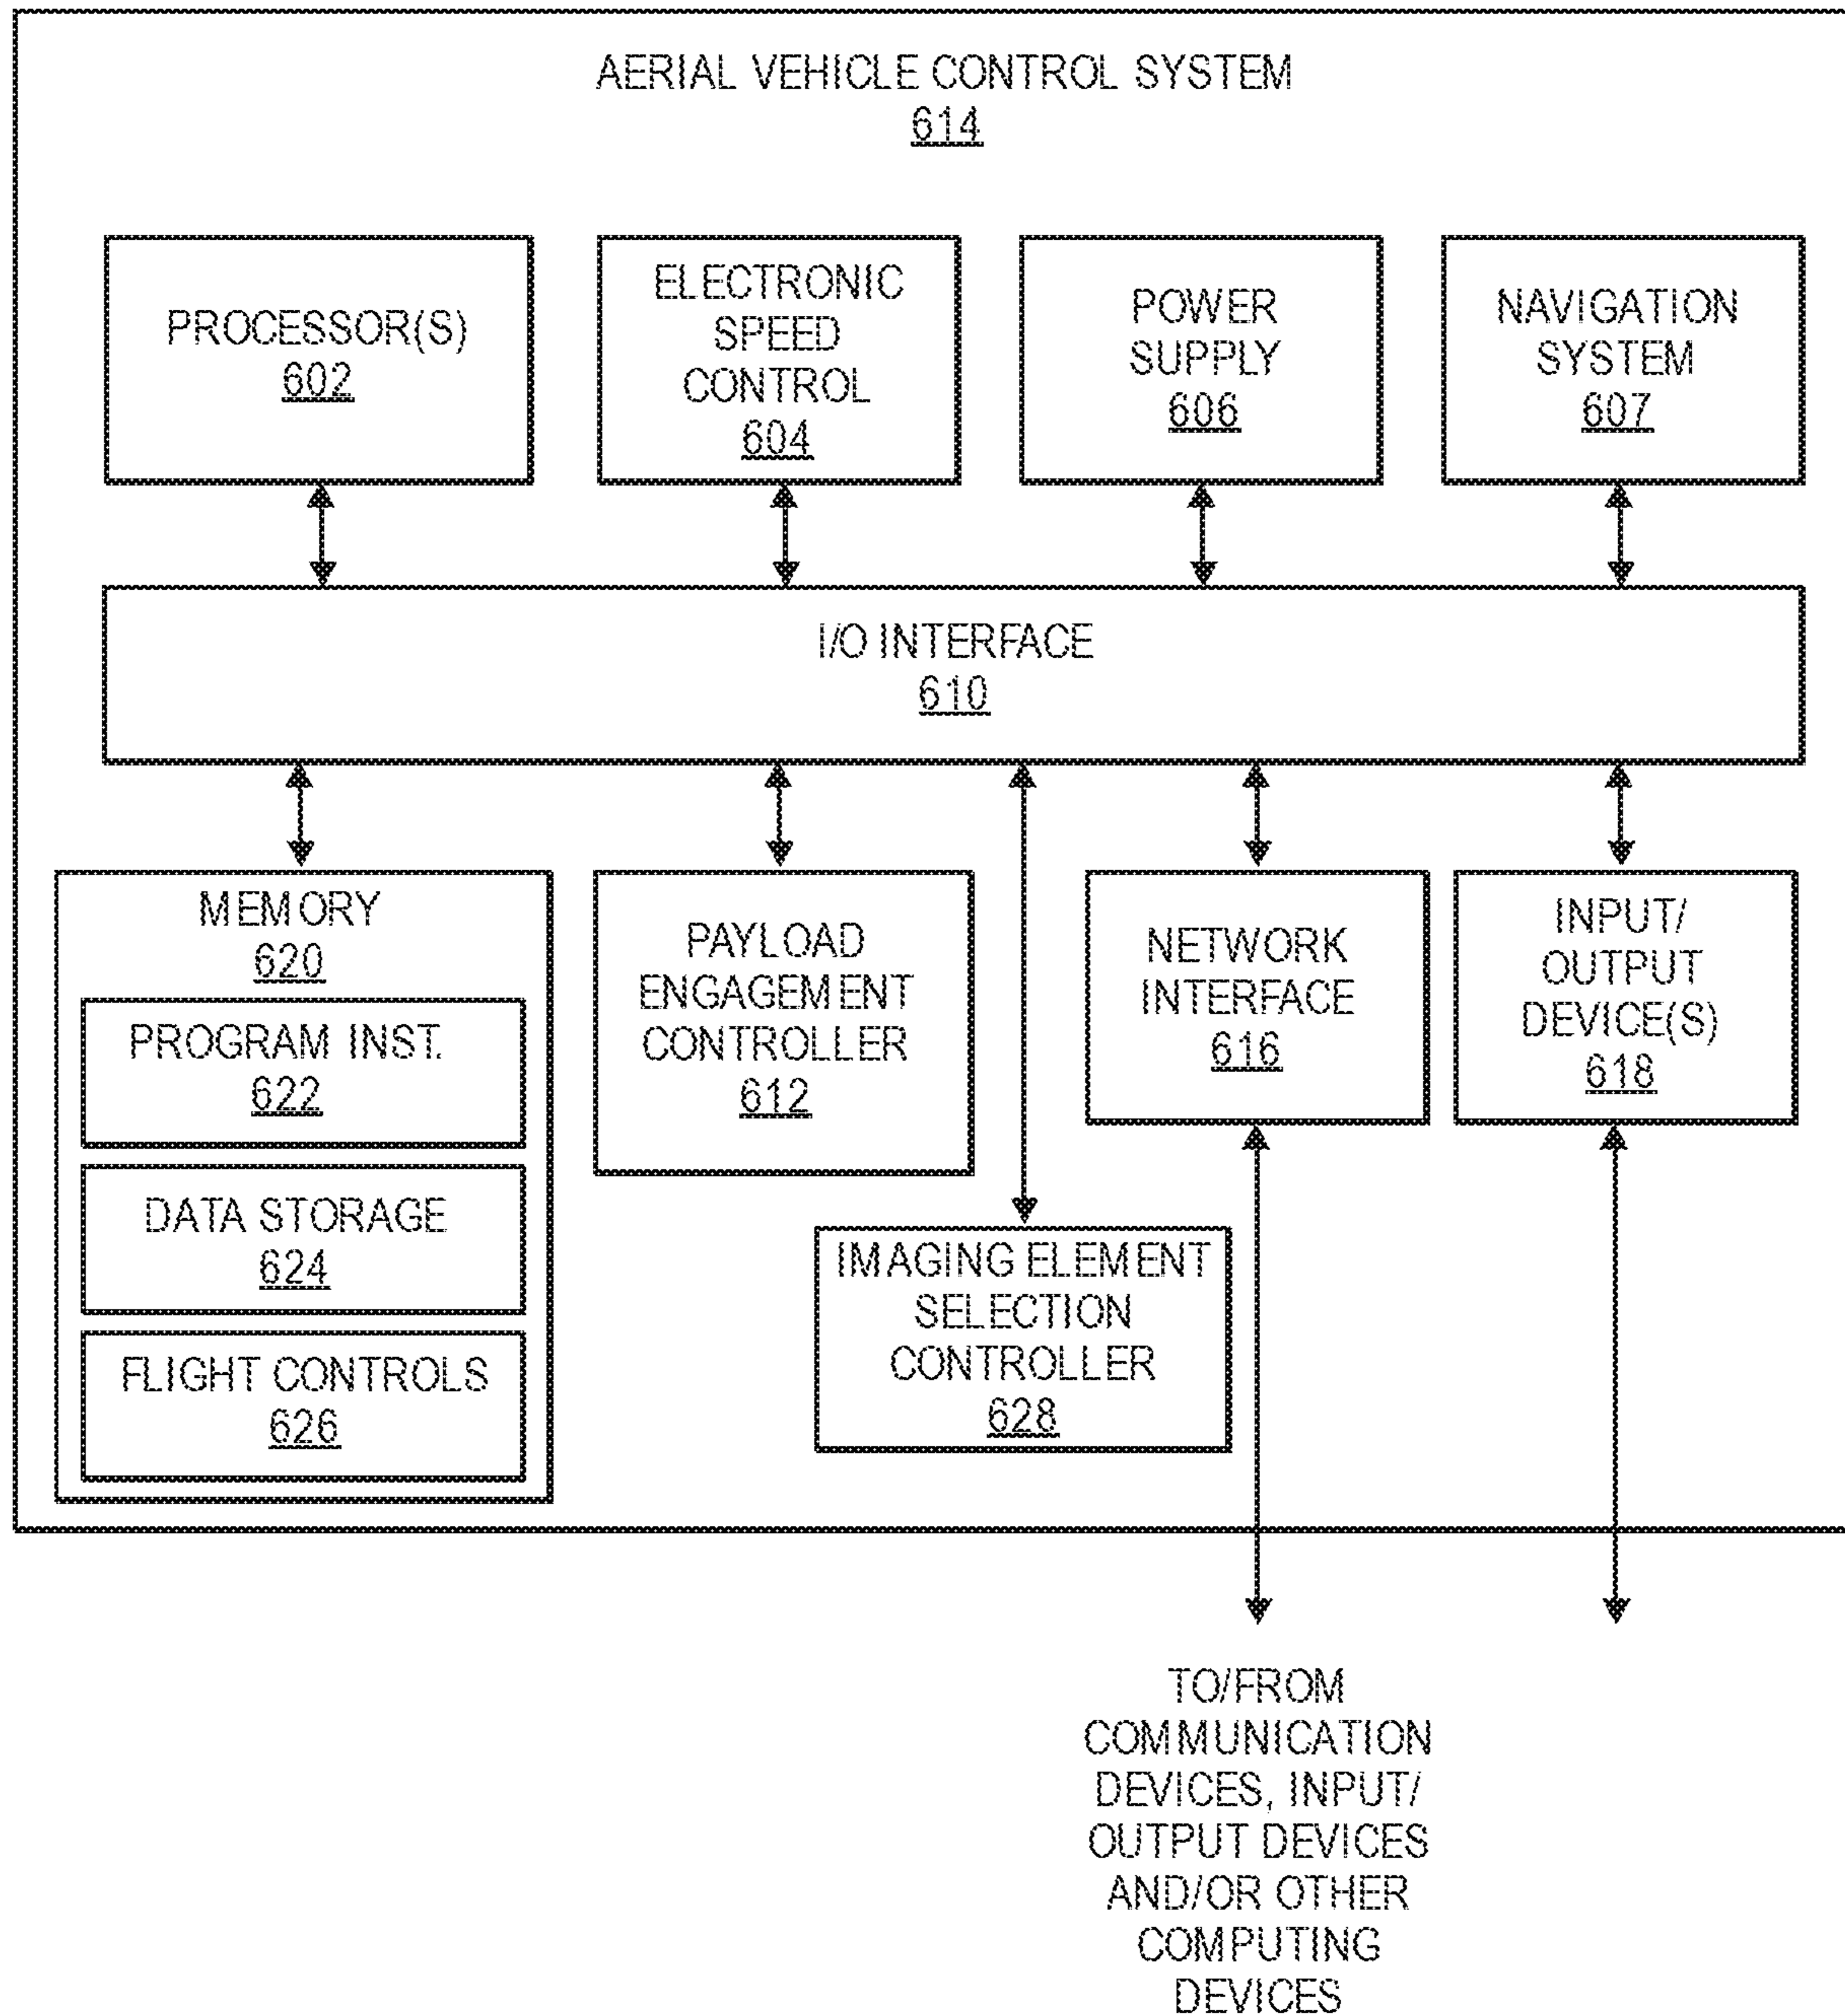 AERIAL VEHICLE CONTROL SYSTEM
614
PROCESSOR(S)
602
ELECTRONIC
SPEED
CONTROL
604
POWER
SUPPLY
606
NAVIGATION
SYSTEM
607
I/O INTERFACE
610
MEMORY
620
PROGRAM INST.
622
DATA STORAGE
624
FLIGHT CONTROLS
626
PAYLOAD
ENGAGEMENT
CONTROLLER
612
IMAGING ELEMENT
SELECTION
CONTROLLER
628
NETWORK
INTERFACE
616
INPUT/
OUTPUT
DEVICE(S)
618
TO/FROM
COMMUNICATION
DEVICES, INPUT/
OUTPUT DEVICES
AND/OR OTHER
COMPUTING
DEVICES